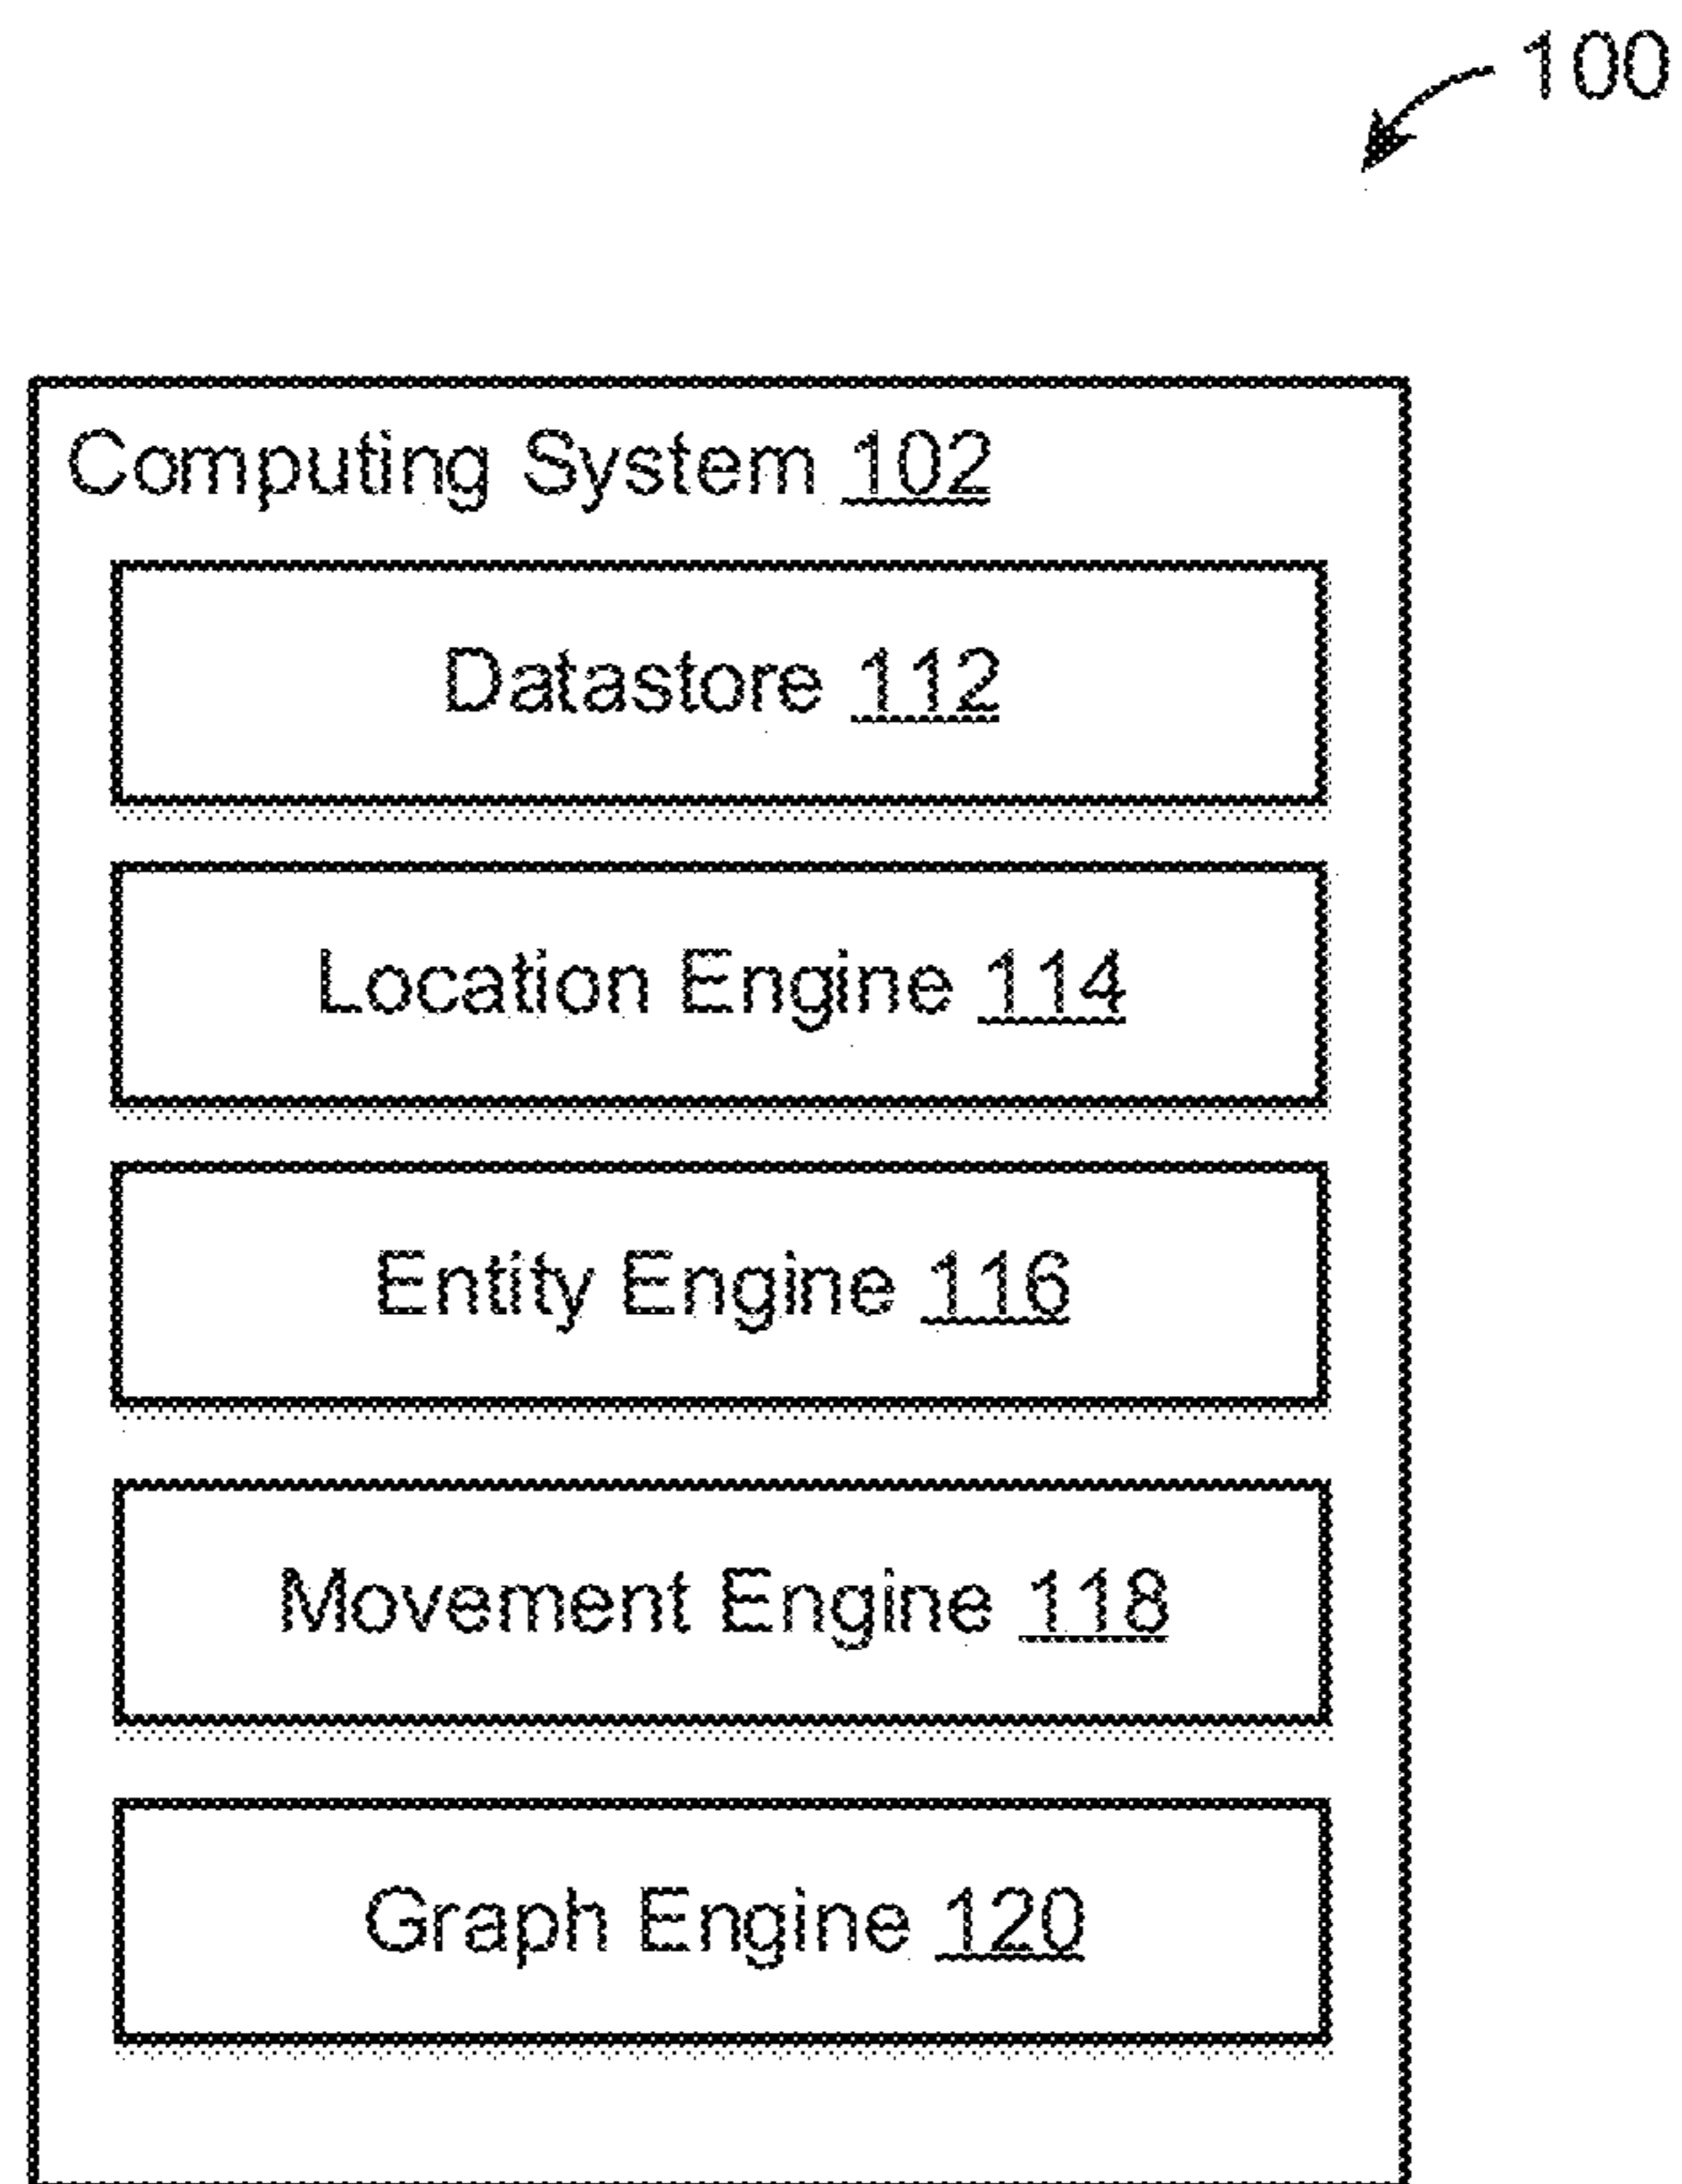 100
Computing System 102
Datastore 112
Location Engine 114
Entity Engine 116
Movement Engine 118
Graph Engine 120